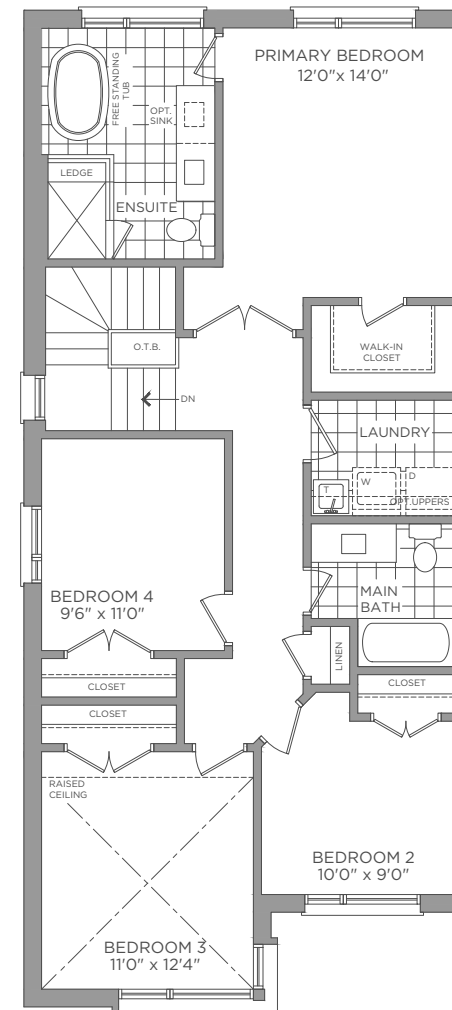 PRIMARY BEDROOM
12'0"x 14'0"
FREE STANDING
TUB
OPT.
SINK
LEDGE
ENSUITE
O.T.B.
WALK-IN
CLOSET
DN
LAUNDRY
W
D
T
OPT.UPPERS
BEDROOM 4
9'6" x 11'0"
MAIN
BATH
LINEN
CLOSET
CLOSET
CLOSET
RAISED
CEILING
BEDROOM 2
10'0" x 9'0"
BEDROOM 3
11'0" x 12'4"